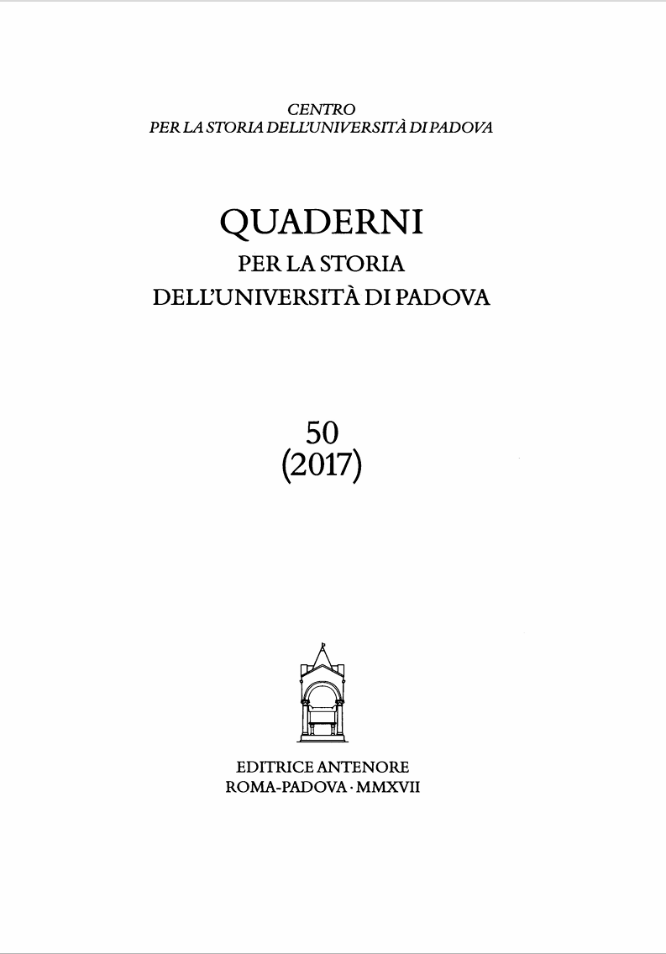 CENTRO
PER LA STORIA DELL'UNIVERSITÀ DI PADOVA
QUADERNI
PER LA STORIA
DELL'UNIVERSITÀ DI PADOVA
50
(2017)
EDITRICE ANTENORE
ROMA-PADOVA · MMXVII